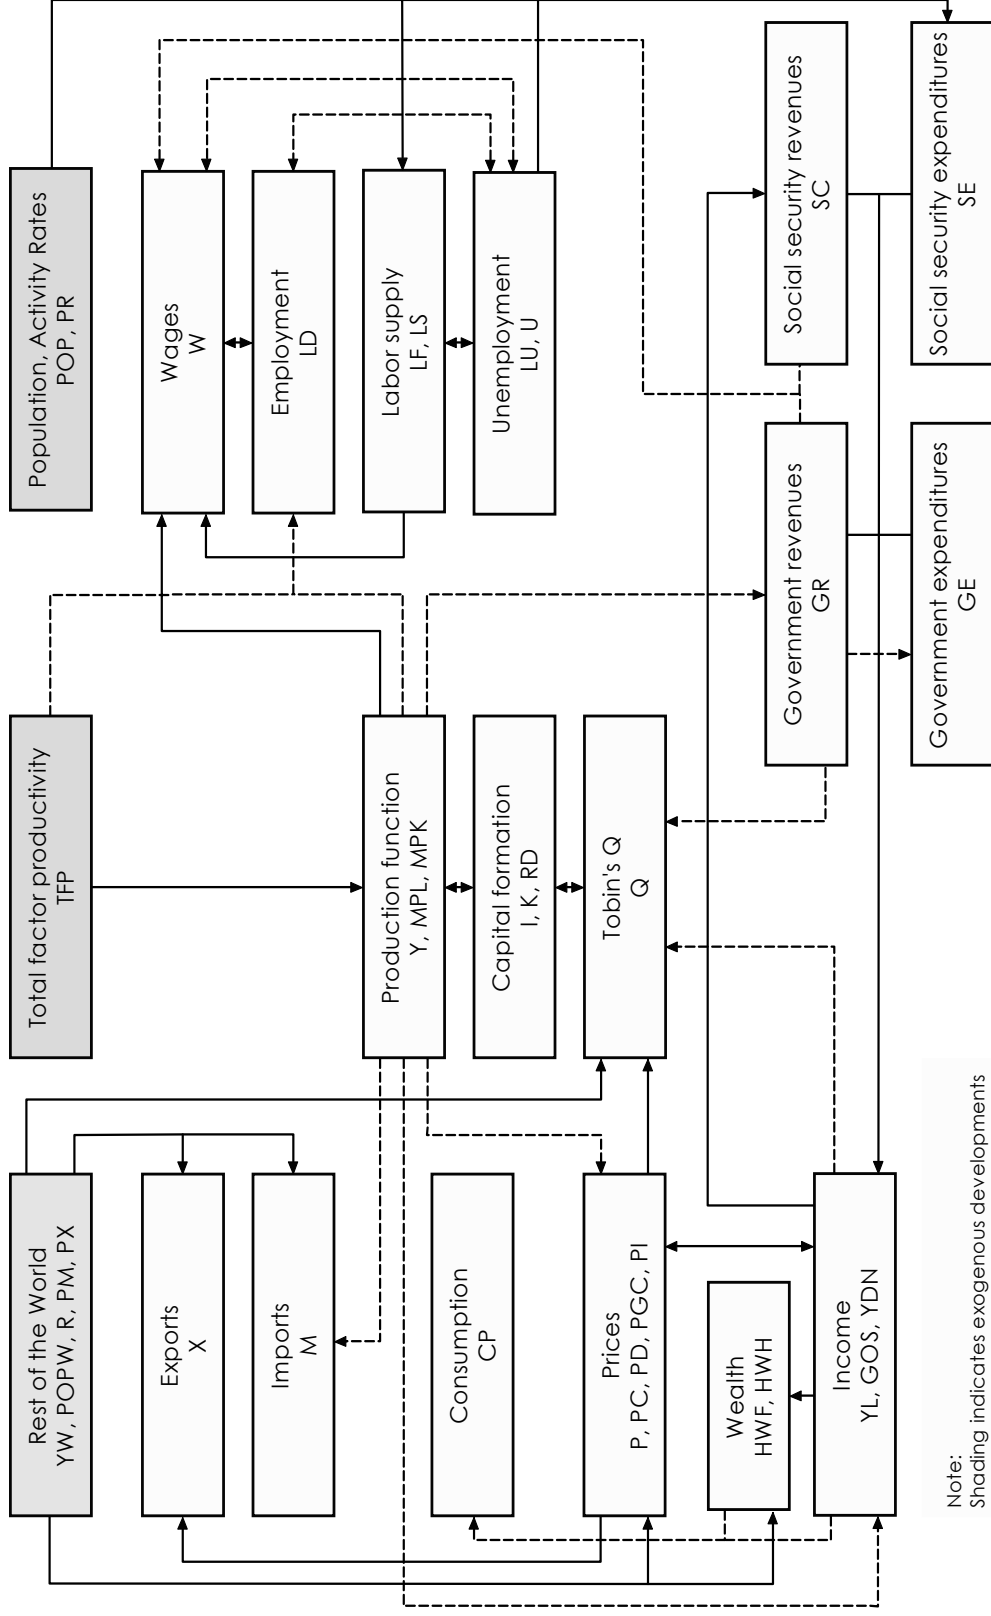 Rest of the World
YW, POPW, R, PM, PX
Total factor productivity
TFP
Population, Activity Rates
POP, PR
Exports
X
Imports
M
Wages
W
Employment
LD
Production function
Y, MPL, MPK
Labor supply
LF, LS
Consumption
CP
Capital formation
I, K, RD
Unemployment
LU, U
Prices
P, PC, PD, PGC, PI
Tobin's Q
Q
Wealth
HWF, HWH
Government revenues
GR
Social security revenues
SC
Income
YL, GOS, YDN
Government expenditures
GE
Social security expenditures
SE
Note:
Shading indicates exogenous developments